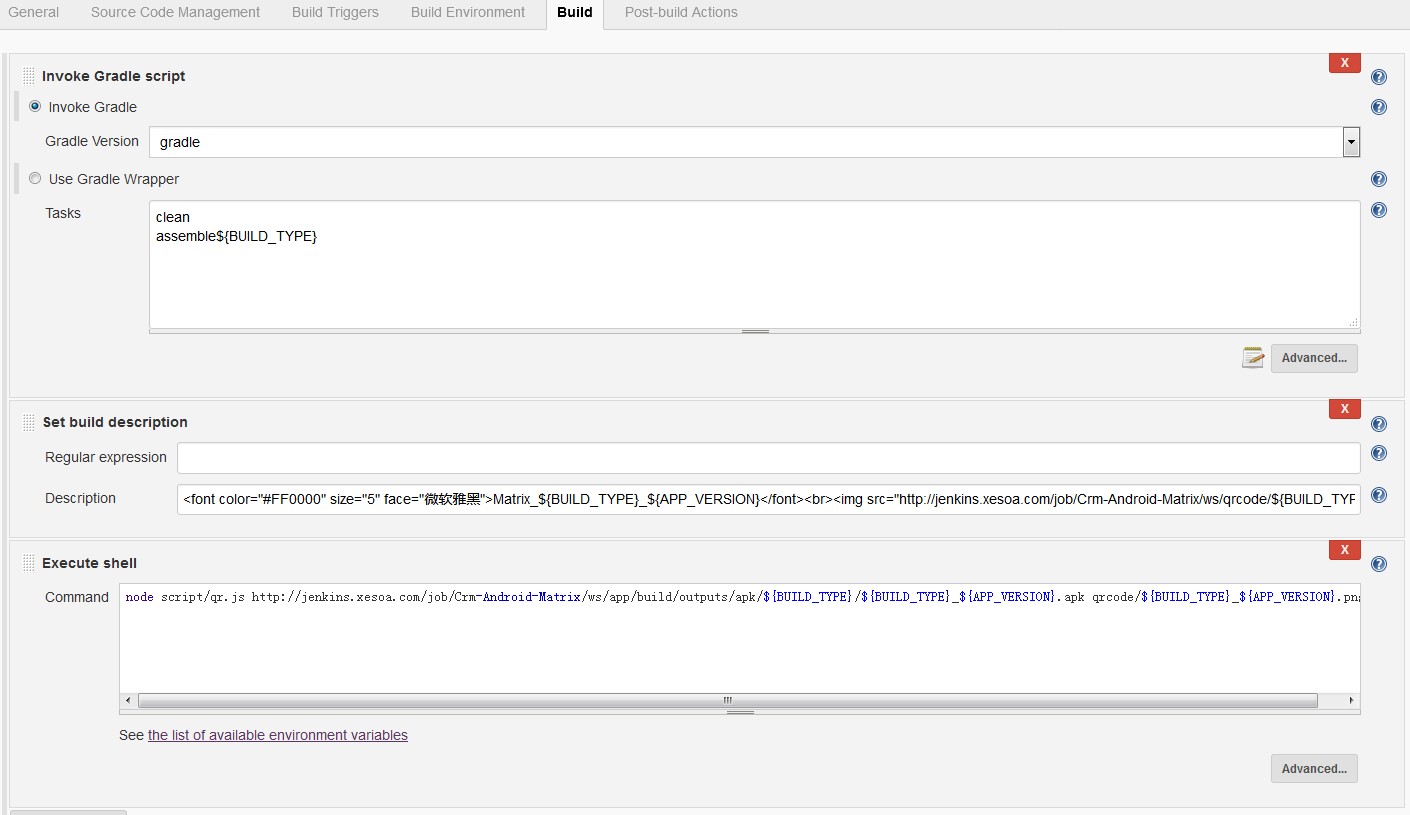 General Source Code Management Build Triggers Build Environment Build Post-build Actions
Invoke Gradle script X
Invoke Gradle
Gradle Version gradle
Use Gradle Wrapper
Tasks clean
assemble${BUILD_TYPE}
Advanced...
Set build description X
Regular expression
Description <font color="#FF0000" size="5" face="微软雅黑">Matrix_${BUILD_TYPE}_${APP_VERSION}</font><br><img src="http://jenkins.xesoa.com/job/Crm-Android-Matrix/ws/qrcode/${BUILD_TYP
Execute shell X
Command node script/qr.js http://jenkins.xesoa.com/job/Crm-Android-Matrix/ws/app/build/outputs/apk/${BUILD_TYPE}/${BUILD_TYPE}_${APP_VERSION}.apk qrcode/${BUILD_TYPE}_${APP_VERSION}.png
See the list of available environment variables
Advanced...